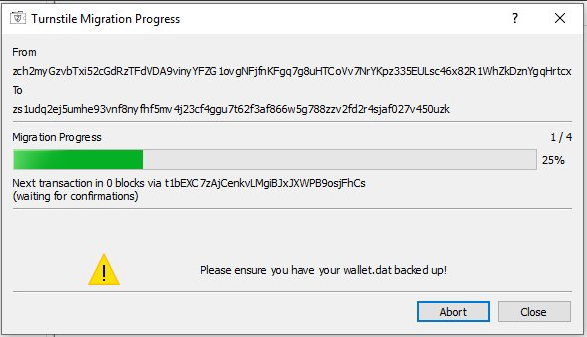 Turnstile Migration Progress
From
zch2myGzvbTxi52cGdRzTFdVDA9vinyYFZG1ovgNFjfnKFgq7g8uHTCoVv7NrYKpz335EULsc46x82R1WhZkDznYgqHrtcx
To
zs1udq2ej5umhe93vnf8nyfhf5mv4j23cf4ggu7t62f3af866w5g788zzv2fd2r4sjaf027v450uzk
Migration Progress
1 / 4
25%
Next transaction in 0 blocks via t1bEXC7zAjCenkvLMgiBJxJXWPB9osjFhCs
(waiting for confirmations)
Please ensure you have your wallet.dat backed up!
Abort
Close